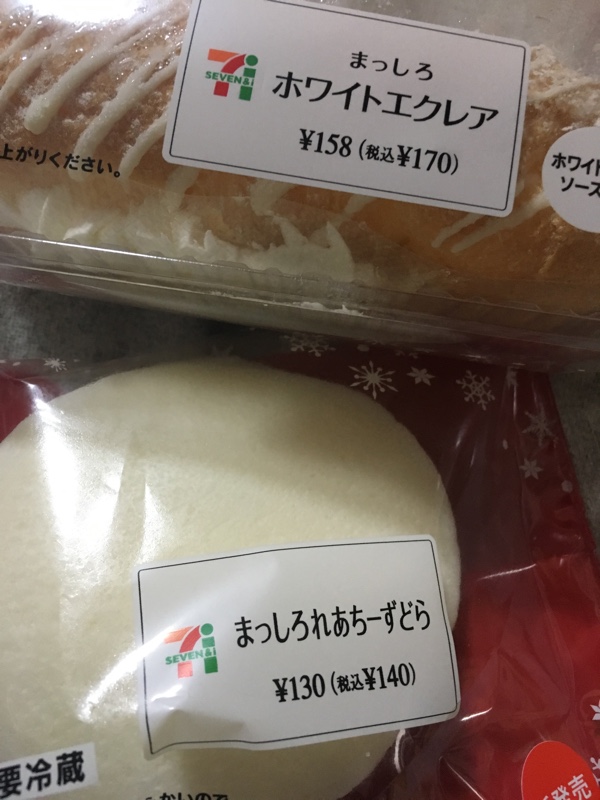 まっしろ
SEVEN&i
ホワイトエクレア
¥158(税込¥170)
上がりください。
ホワイト
ソース
まっしろれあちーずどら
SEVEN&i
¥130(税込¥140)
要冷蔵
発売